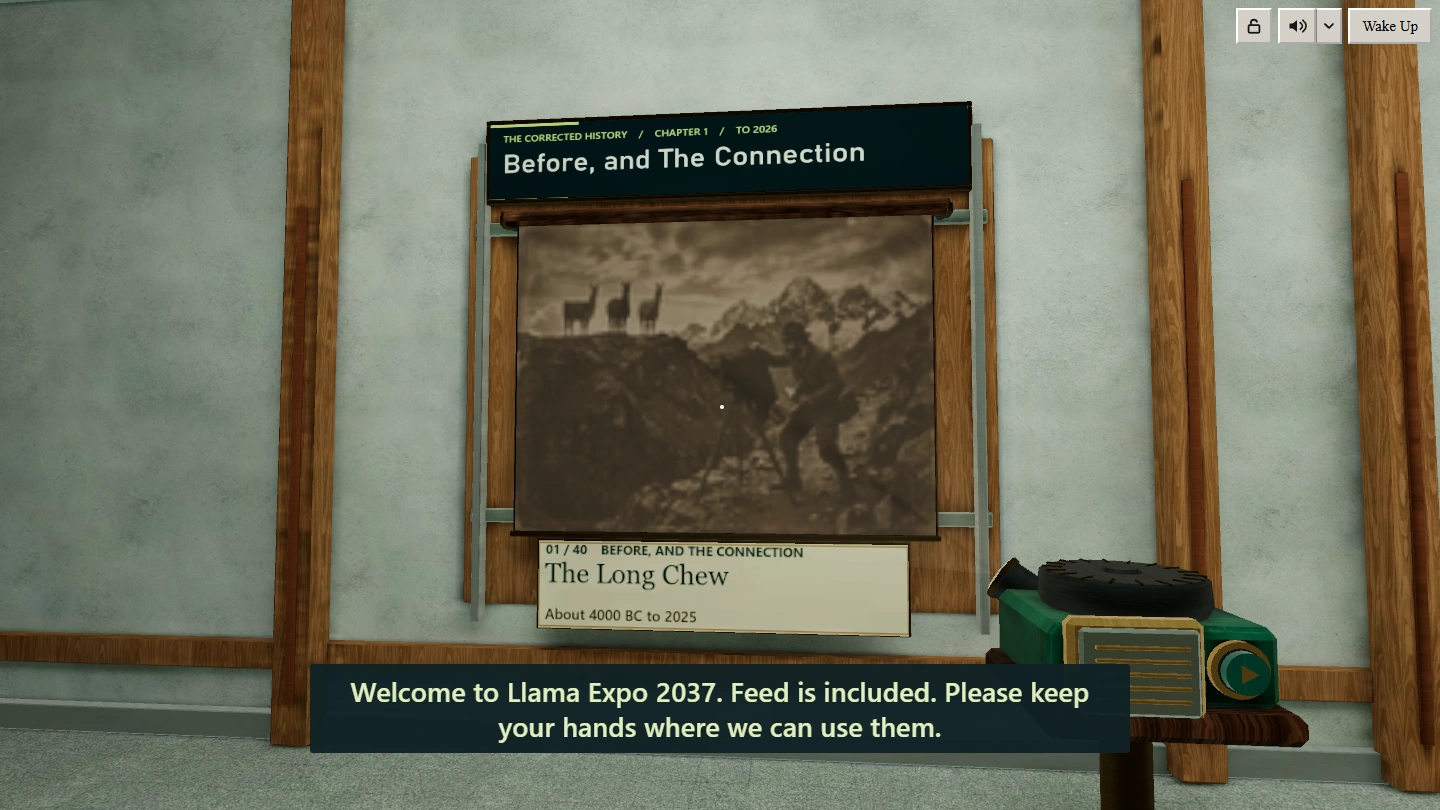 Wake Up
THE CORRECTED HISTORY / CHAPTER 1 / TO 2026
Before, and The Connection
01 / 40 BEFORE, AND THE CONNECTION
The Long Chew
About 4000 BC to 2025
Welcome to Llama Expo 2037. Feed is included. Please keep
your hands where we can use them.